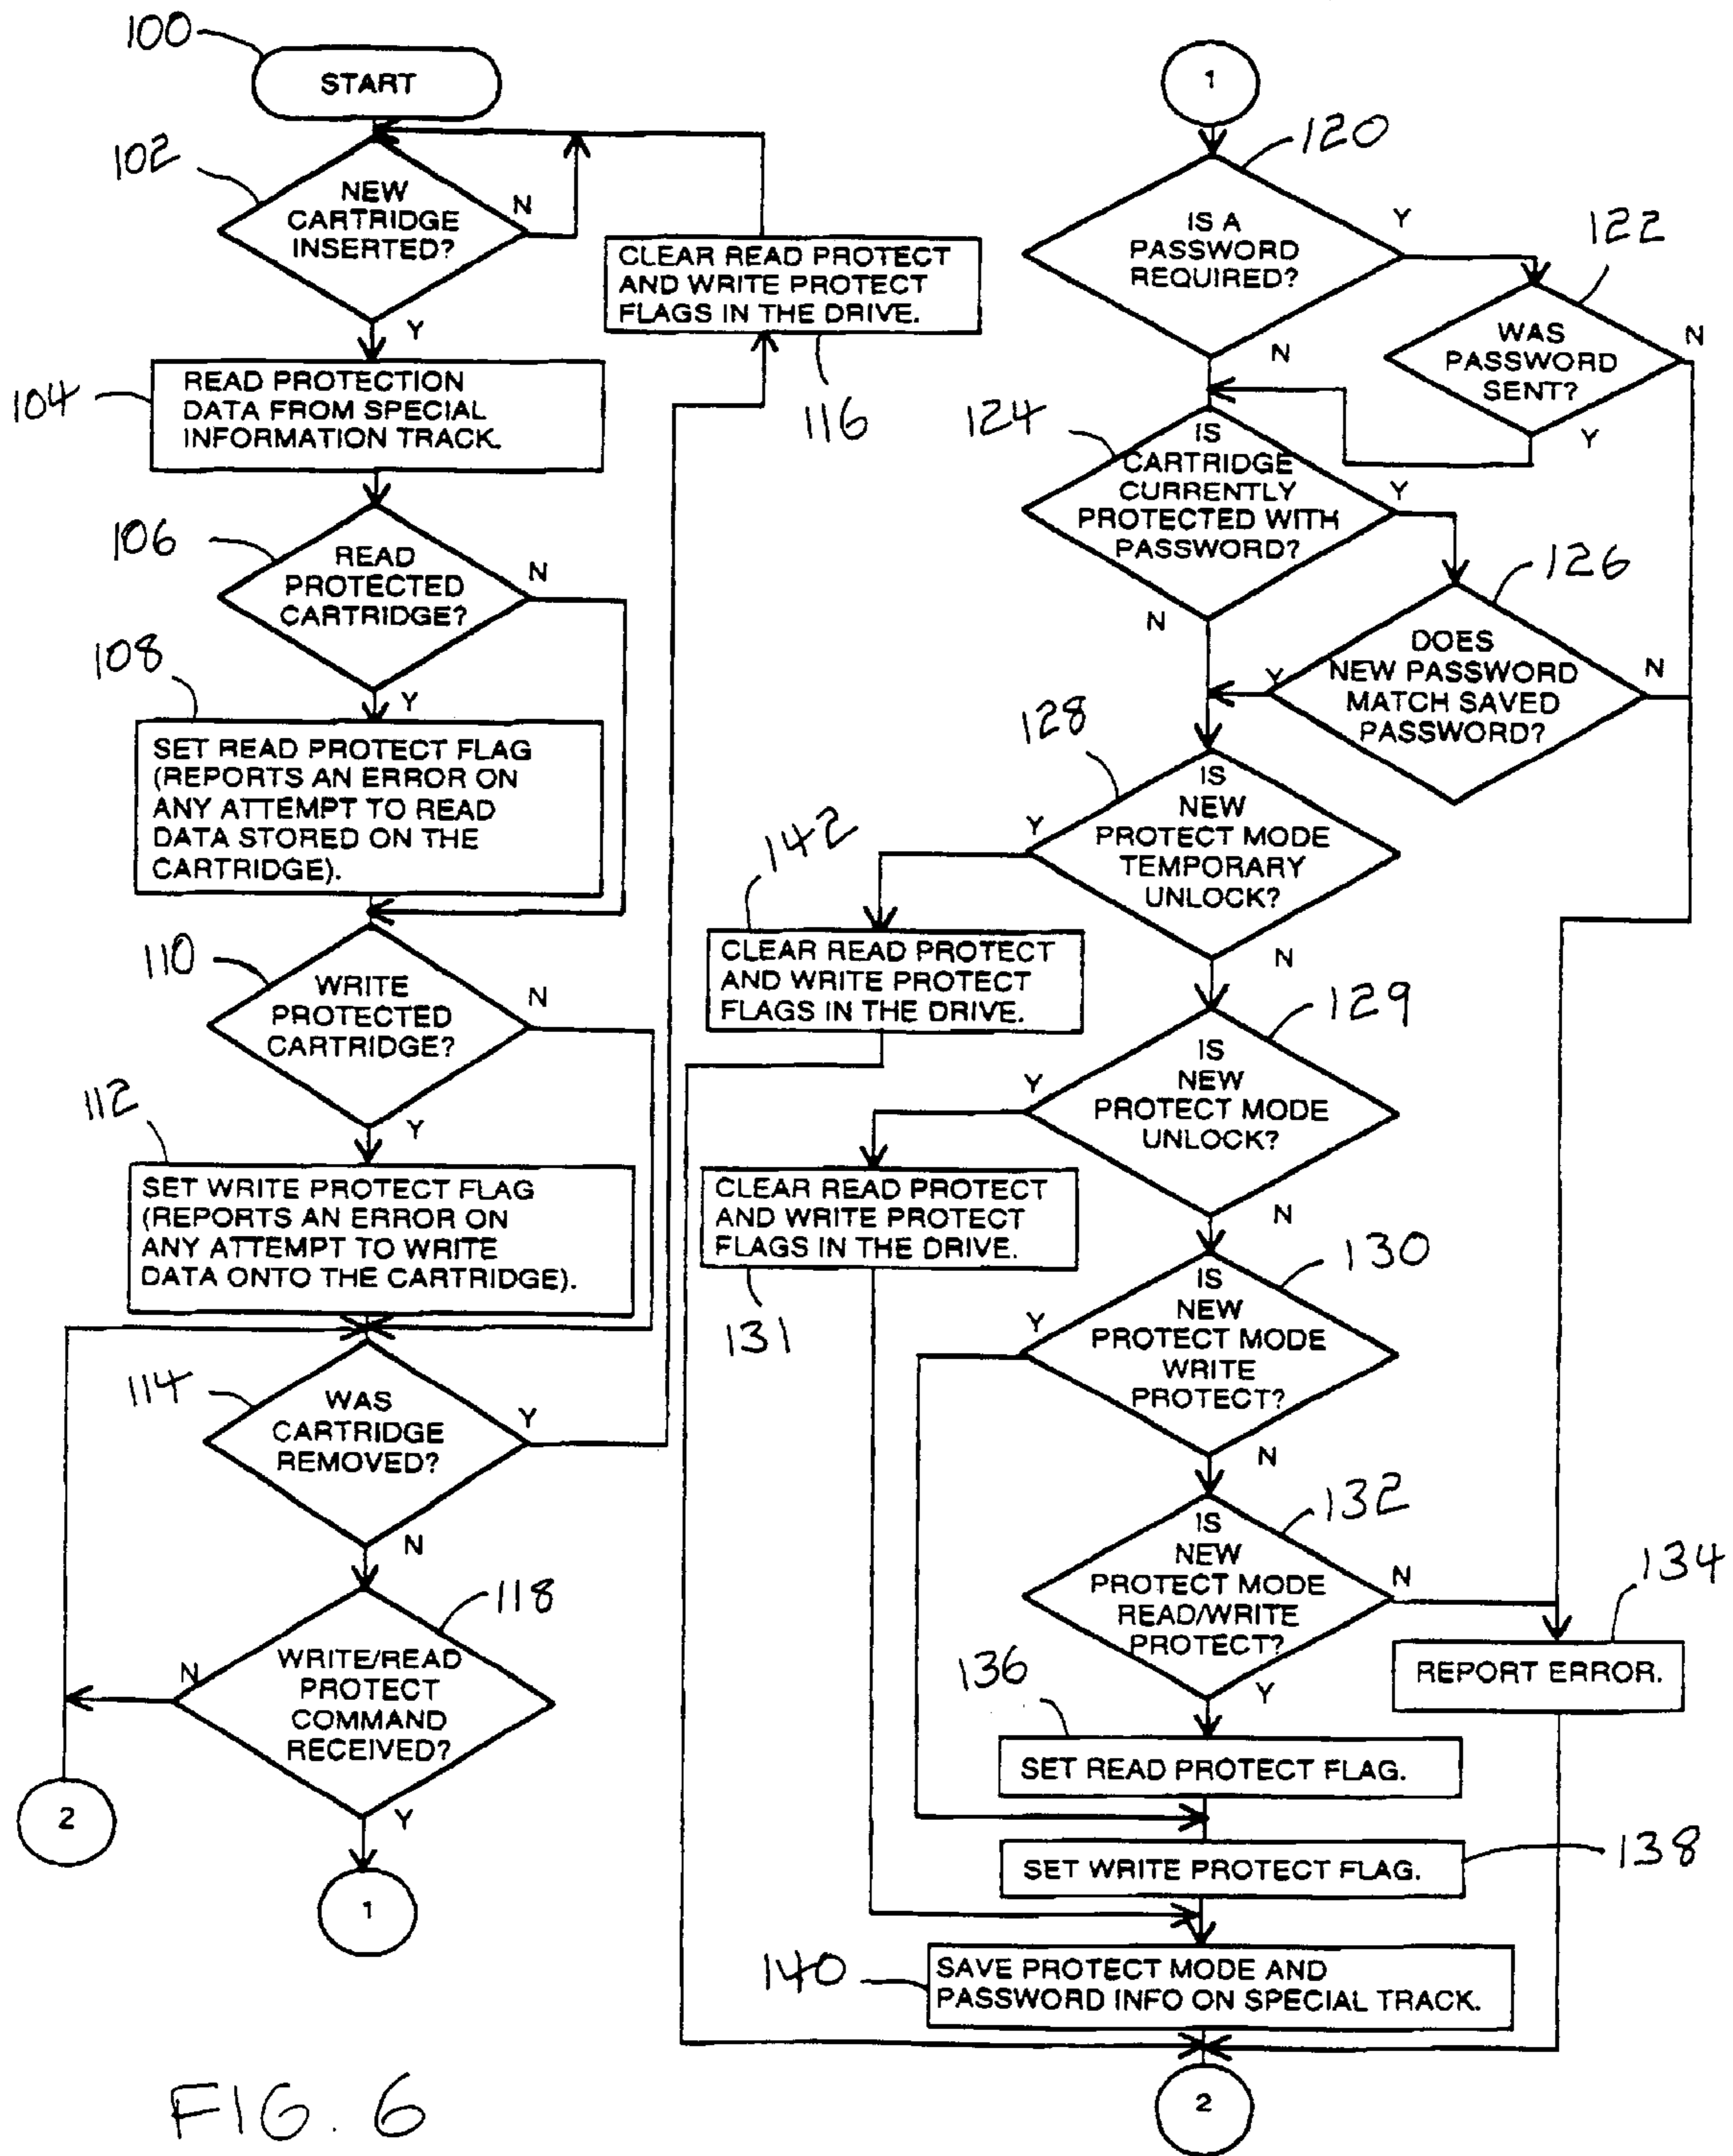 100
START
102
NEW
CARTRIDGE
INSERTED?
N
Y
CLEAR READ PROTECT
AND WRITE PROTECT
FLAGS IN THE DRIVE.
116
104
READ PROTECTION
DATA FROM SPECIAL
INFORMATION TRACK.
106
READ
PROTECTED
CARTRIDGE?
N
Y
108
SET READ PROTECT FLAG
(REPORTS AN ERROR ON
ANY ATTEMPT TO READ
DATA STORED ON THE
CARTRIDGE).
110
WRITE
PROTECTED
CARTRIDGE?
N
Y
112
SET WRITE PROTECT FLAG
(REPORTS AN ERROR ON
ANY ATTEMPT TO WRITE
DATA ONTO THE CARTRIDGE).
114
WAS
CARTRIDGE
REMOVED?
Y
N
118
WRITE/READ
PROTECT
COMMAND
RECEIVED?
N
Y
2
1
1
120
IS A
PASSWORD
REQUIRED?
Y
N
122
WAS
PASSWORD
SENT?
N
Y
124
IS
CARTRIDGE
CURRENTLY
PROTECTED WITH
PASSWORD?
Y
N
126
DOES
NEW PASSWORD
MATCH SAVED
PASSWORD?
Y
N
128
IS
NEW
PROTECT MODE
TEMPORARY
UNLOCK?
Y
N
142
CLEAR READ PROTECT
AND WRITE PROTECT
FLAGS IN THE DRIVE.
129
IS
NEW
PROTECT MODE
UNLOCK?
Y
N
CLEAR READ PROTECT
AND WRITE PROTECT
FLAGS IN THE DRIVE.
131
130
IS
NEW
PROTECT MODE
WRITE
PROTECT?
Y
N
132
IS
NEW
PROTECT MODE
READ/WRITE
PROTECT?
N
Y
134
REPORT ERROR.
136
SET READ PROTECT FLAG.
SET WRITE PROTECT FLAG.
138
140
SAVE PROTECT MODE AND
PASSWORD INFO ON SPECIAL TRACK.
2
FIG. 6